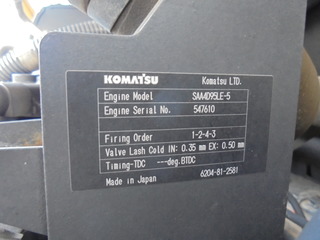 KOMATSU Komatsu LTD.
Engine Model SAA4D95LE-5
Engine Serial No. 547610
Firing Order 1-2-4-3
Valve Lash Cold IN: 0.35 mm EX: 0.50 mm
Timing-TDC ---deg.BTDC
Made in Japan 6204-81-2581